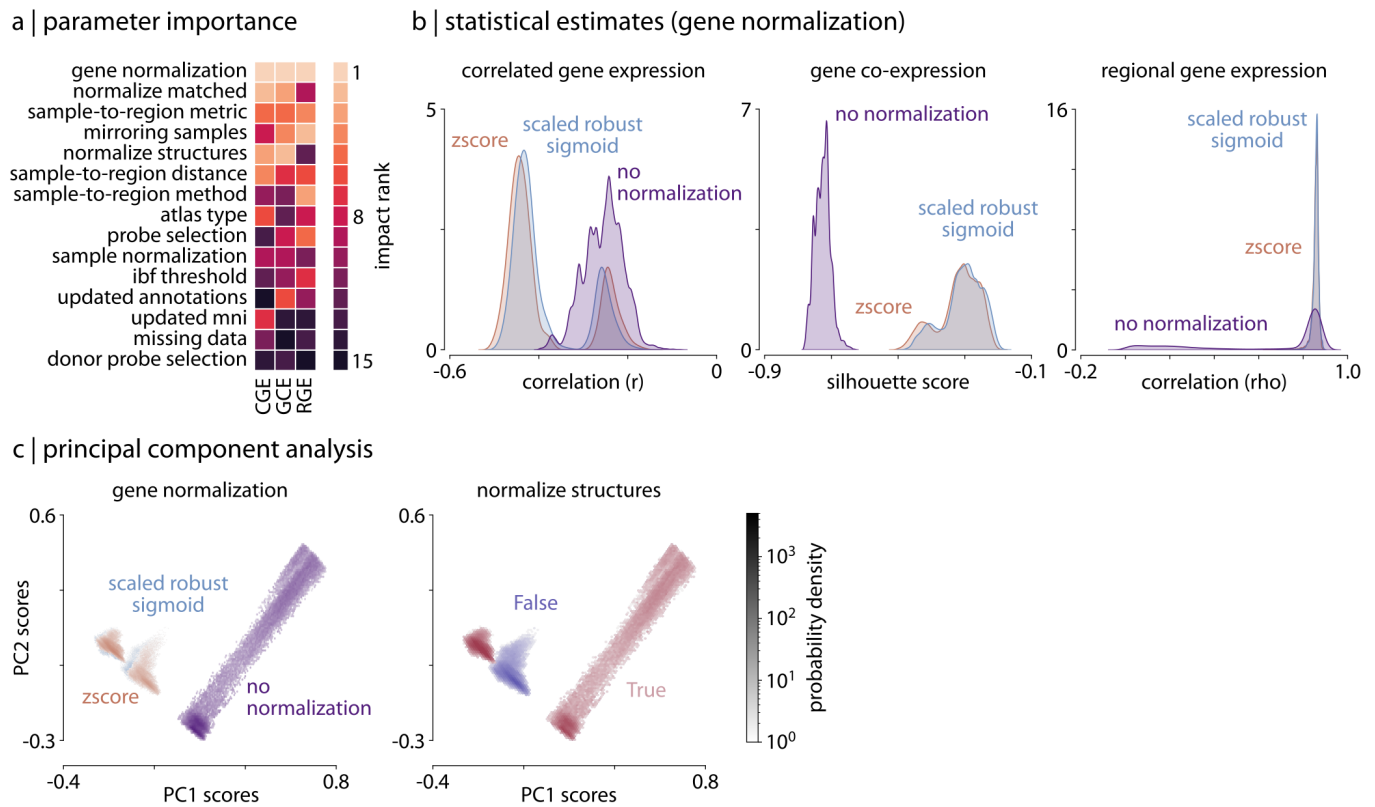 a | parameter importance
gene normalization
normalize matched
sample-to-region metric
mirroring samples
normalize structures
sample-to-region distance
sample-to-region method
atlas type
probe selection
sample normalization
ibf threshold
updated annotations
updated mni
missing data
donor probe selection
CGE
GCE
RGE
1
8
15
impact rank
b | statistical estimates (gene normalization)
correlated gene expression
5
0
zscore
scaled robust
sigmoid
no
normalization
-0.6
0
correlation (r)
gene co-expression
7
0
no normalization
scaled robust
sigmoid
zscore
-0.9
-0.1
silhouette score
regional gene expression
16
0
scaled robust
sigmoid
zscore
no normalization
-0.2
1.0
correlation (rho)
c | principal component analysis
gene normalization
0.6
PC2 scores
-0.3
scaled robust
sigmoid
zscore
no
normalization
-0.4
0.8
PC1 scores
normalize structures
0.6
-0.3
False
True
-0.4
0.8
PC1 scores
10³
10²
10¹
10⁰
probability density